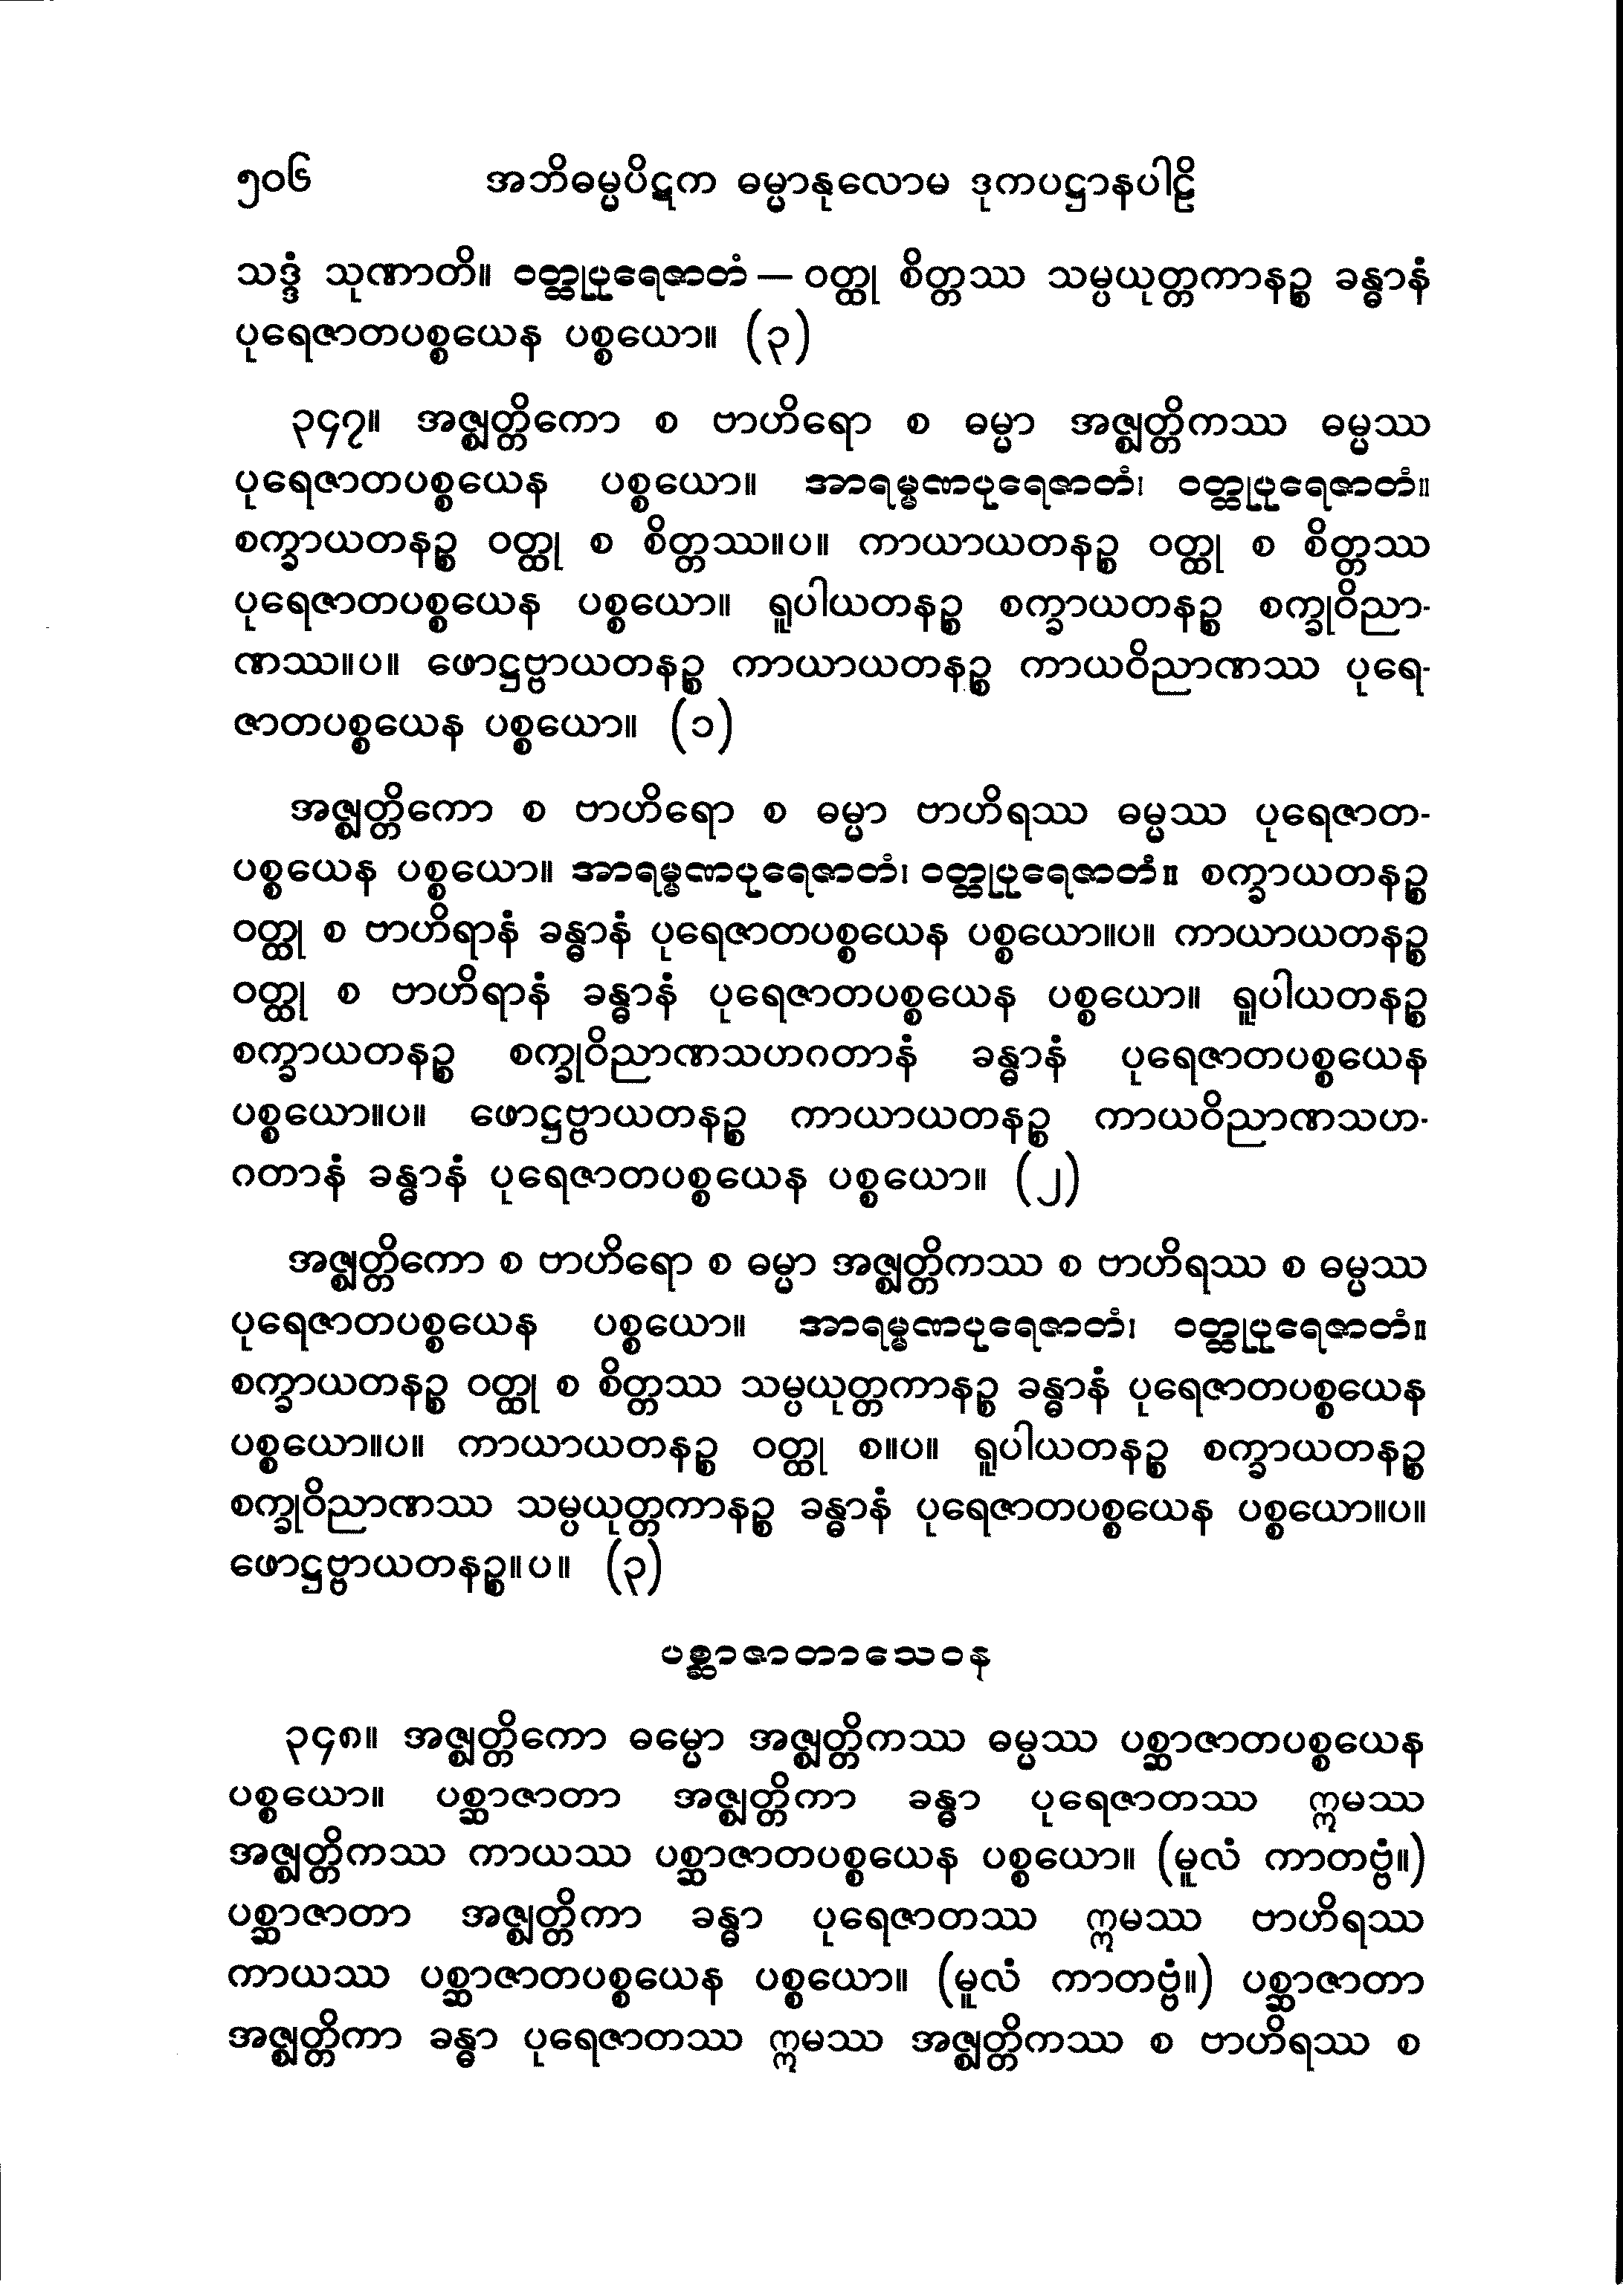 ၅၀၆ အဘိဓမ္မပိဋက ဓမ္မာနုလောမ ဒုကပဋ္ဌာနပါဠိ
သဒ္ဒံ သုဏာတိ။ ဝတ္ထုပုရေဇာတံ — ဝတ္ထု စိတ္တဿ သမ္ပယုတ္တကာနဉ္စ ခန္ဓာနံ
ပုရေဇာတပစ္စယေန ပစ္စယော။ (၃)
၃၄၇။ အဇ္ဈတ္တိကော စ ဗာဟိရော စ ဓမ္မာ အဇ္ဈတ္တိကဿ ဓမ္မဿ
ပုရေဇာတပစ္စယေန ပစ္စယော။ အာရမ္မဏပုရေဇာတံ၊ ဝတ္ထုပုရေဇာတံ။
စက္ခာယတနဉ္စ ဝတ္ထု စ စိတ္တဿ။ပ။ ကာယာယတနဉ္စ ဝတ္ထု စ စိတ္တဿ
ပုရေဇာတပစ္စယေန ပစ္စယော။ ရူပါယတနဉ္စ စက္ခာယတနဉ္စ စက္ခုဝိညာ-
ဏဿ။ပ။ ဖောဋ္ဌဗ္ဗာယတနဉ္စ ကာယာယတနဉ္စ ကာယဝိညာဏဿ ပုရေ-
ဇာတပစ္စယေန ပစ္စယော။ (၁)
အဇ္ဈတ္တိကော စ ဗာဟိရော စ ဓမ္မာ ဗာဟိရဿ ဓမ္မဿ ပုရေဇာတ-
ပစ္စယေန ပစ္စယော။ အာရမ္မဏပုရေဇာတံ၊ ဝတ္ထုပုရေဇာတံ။ စက္ခာယတနဉ္စ
ဝတ္ထု စ ဗာဟိရာနံ ခန္ဓာနံ ပုရေဇာတပစ္စယေန ပစ္စယော။ပ။ ကာယာယတနဉ္စ
ဝတ္ထု စ ဗာဟိရာနံ ခန္ဓာနံ ပုရေဇာတပစ္စယေန ပစ္စယော။ ရူပါယတနဉ္စ
စက္ခာယတနဉ္စ စက္ခုဝိညာဏသဟဂတာနံ ခန္ဓာနံ ပုရေဇာတပစ္စယေန
ပစ္စယော။ပ။ ဖောဋ္ဌဗ္ဗာယတနဉ္စ ကာယာယတနဉ္စ ကာယဝိညာဏသဟ-
ဂတာနံ ခန္ဓာနံ ပုရေဇာတပစ္စယေန ပစ္စယော။ (၂)
အဇ္ဈတ္တိကော စ ဗာဟိရော စ ဓမ္မာ အဇ္ဈတ္တိကဿ စ ဗာဟိရဿ စ ဓမ္မဿ
ပုရေဇာတပစ္စယေန ပစ္စယော။ အာရမ္မဏပုရေဇာတံ၊ ဝတ္ထုပုရေဇာတံ။
စက္ခာယတနဉ္စ ဝတ္ထု စ စိတ္တဿ သမ္ပယုတ္တကာနဉ္စ ခန္ဓာနံ ပုရေဇာတပစ္စယေန
ပစ္စယော။ပ။ ကာယာယတနဉ္စ ဝတ္ထု စ။ပ။ ရူပါယတနဉ္စ စက္ခာယတနဉ္စ
စက္ခုဝိညာဏဿ သမ္ပယုတ္တကာနဉ္စ ခန္ဓာနံ ပုရေဇာတပစ္စယေန ပစ္စယော။ပ။
ဖောဋ္ဌဗ္ဗာယတနဉ္စ။ပ။ (၃)
ပစ္ဆာဇာတာသေဝန
၃၄၈။ အဇ္ဈတ္တိကော ဓမ္မော အဇ္ဈတ္တိကဿ ဓမ္မဿ ပစ္ဆာဇာတပစ္စယေန
ပစ္စယော။ ပစ္ဆာဇာတာ အဇ္ဈတ္တိကာ ခန္ဓာ ပုရေဇာတဿ ဣမဿ
အဇ္ဈတ္တိကဿ ကာယဿ ပစ္ဆာဇာတပစ္စယေန ပစ္စယော။ (မူလံ ကာတဗ္ဗံ။)
ပစ္ဆာဇာတာ အဇ္ဈတ္တိကာ ခန္ဓာ ပုရေဇာတဿ ဣမဿ ဗာဟိရဿ
ကာယဿ ပစ္ဆာဇာတပစ္စယေန ပစ္စယော။ (မူလံ ကာတဗ္ဗံ။) ပစ္ဆာဇာတာ
အဇ္ဈတ္တိကာ ခန္ဓာ ပုရေဇာတဿ ဣမဿ အဇ္ဈတ္တိကဿ စ ဗာဟိရဿ စ